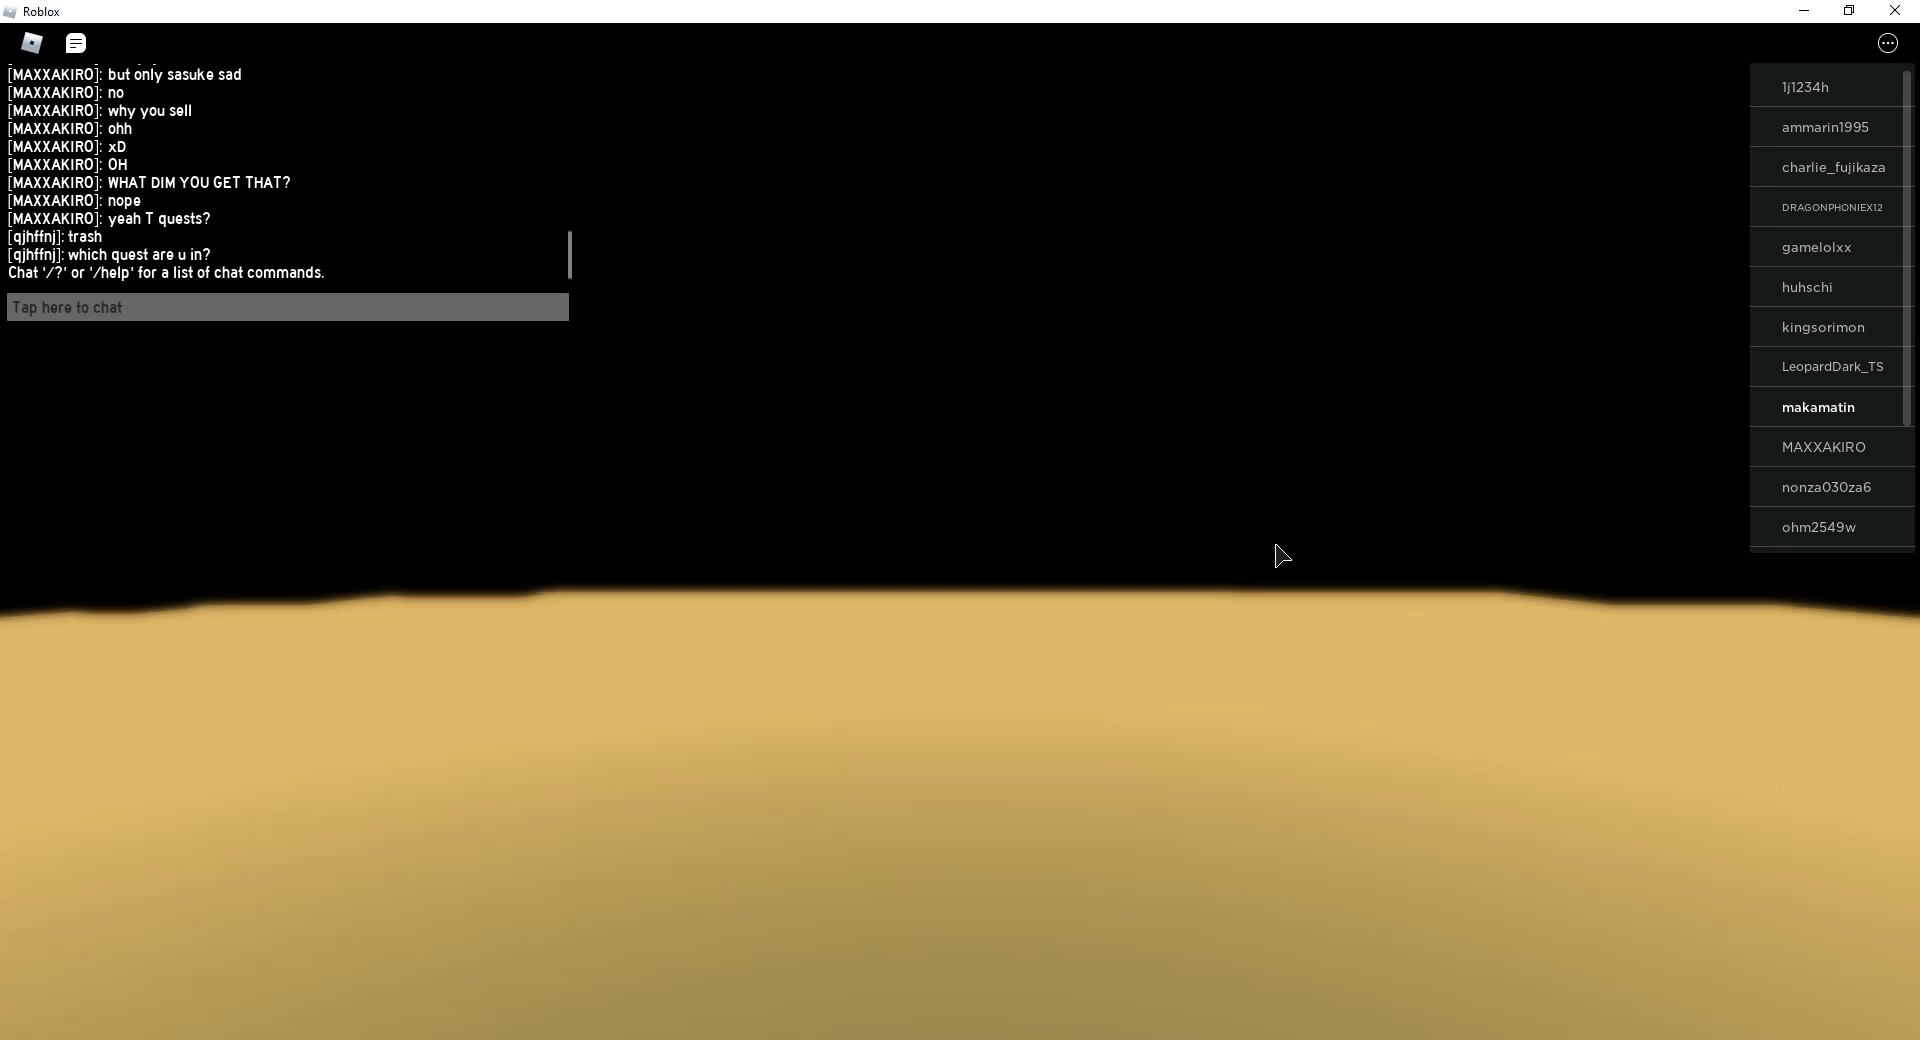 Roblox
[MAXXAKIRO]: but only sasuke sad
[MAXXAKIRO]: no
[MAXXAKIRO]: why you sell
[MAXXAKIRO]: ohh
[MAXXAKIRO]: xD
[MAXXAKIRO]: OH
[MAXXAKIRO]: WHAT DIM YOU GET THAT?
[MAXXAKIRO]: nope
[MAXXAKIRO]: yeah T quests?
[qjhffnj]: trash
[qjhffnj]: which quest are u in?
Chat '/?' or '/help' for a list of chat commands.
Tap here to chat
1j1234h
ammarin1995
charlie_fujikaza
DRAGONPHONIEX12
gamelolxx
huhschi
kingsorimon
LeopardDark_TS
makamatin
MAXXAKIRO
nonza030za6
ohm2549w